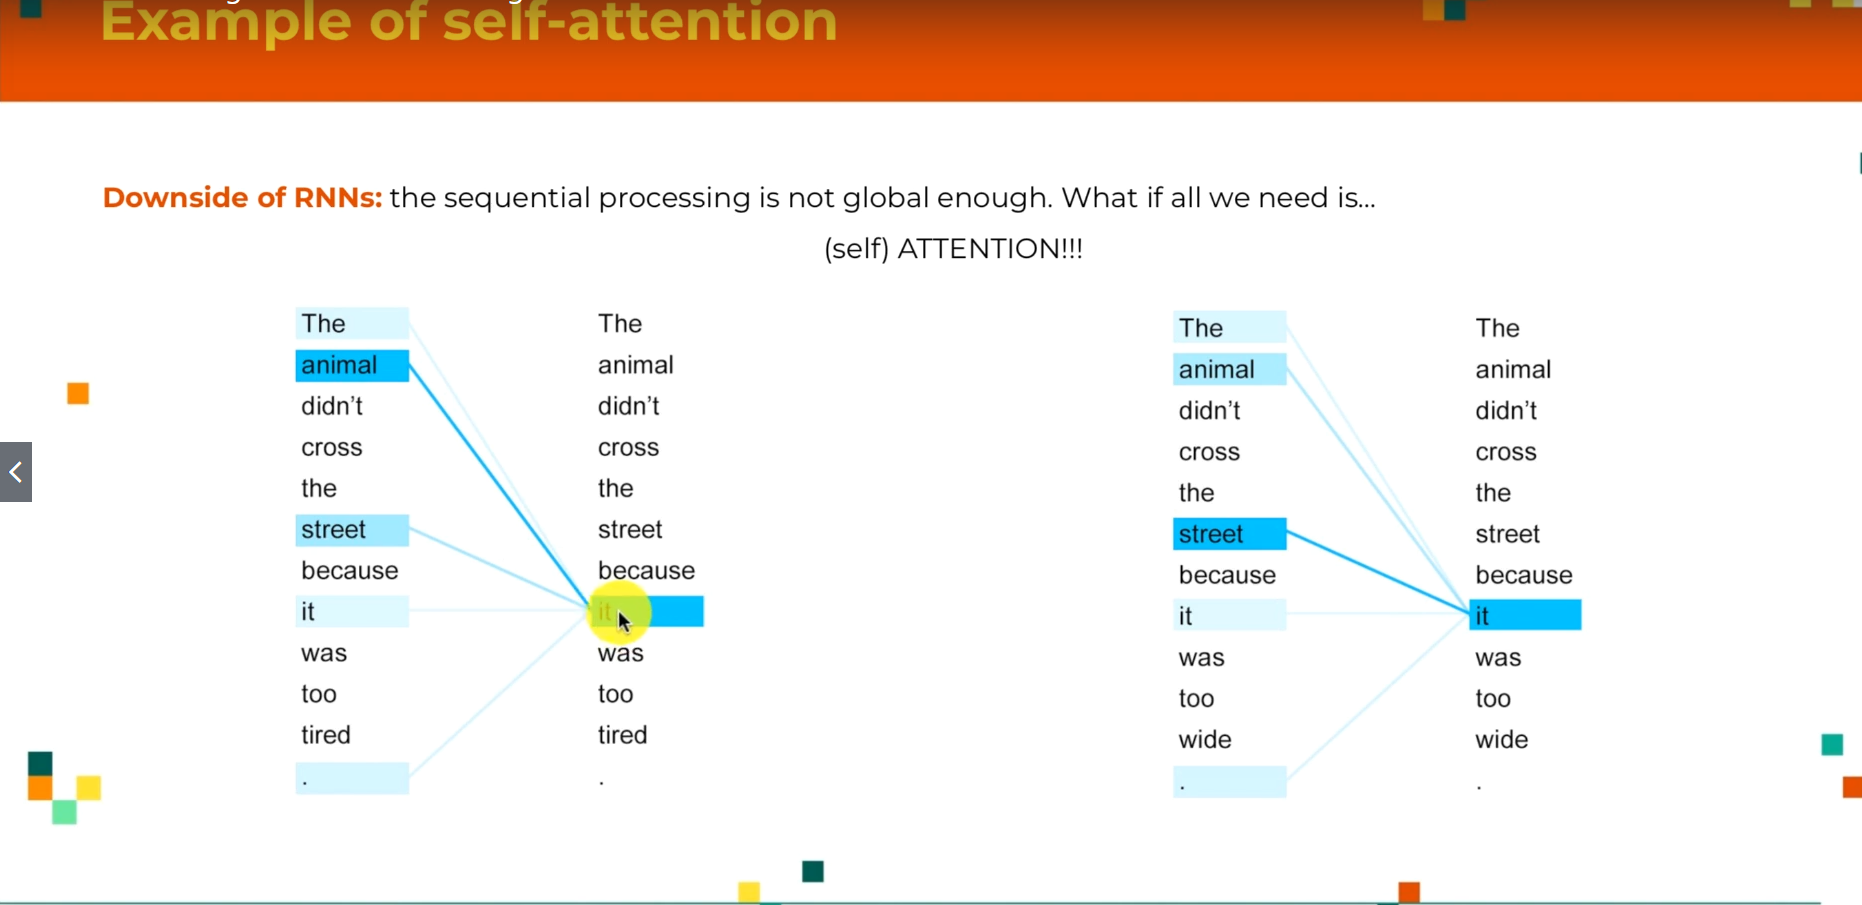 Example of self-attention
Downside of RNNs: the sequential processing is not global enough. What if all we need is...
(self) ATTENTION!!!
The
animal
didn't
cross
the
street
because
it
was
too
tired
.
The
animal
didn't
cross
the
street
because
it
was
too
tired
.
The
animal
didn't
cross
the
street
because
it
was
too
wide
.
The
animal
didn't
cross
the
street
because
it
was
too
wide
.